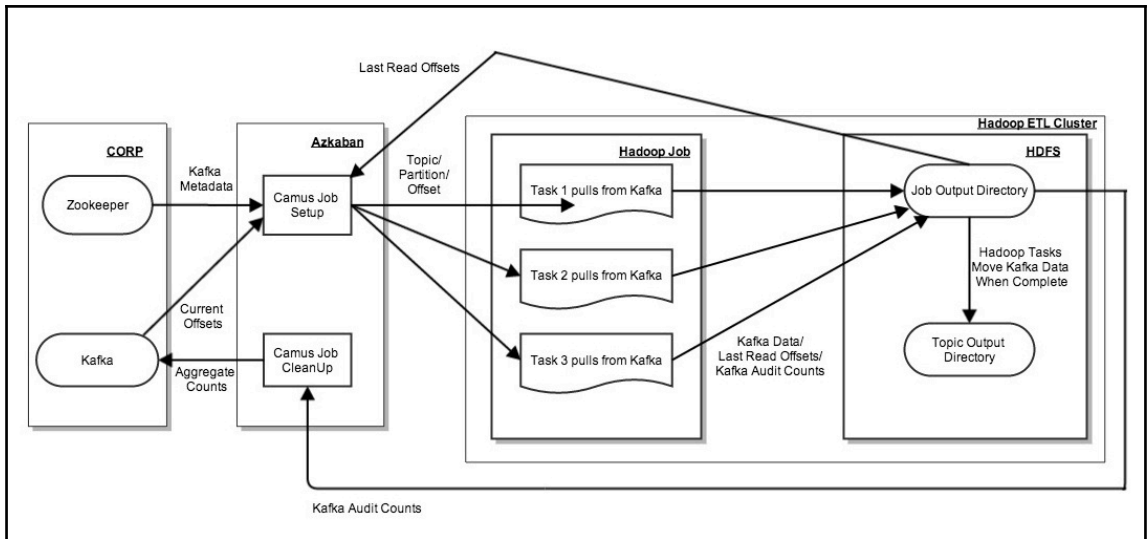 Last Read Offsets
CORP
Zookeeper
Kafka
Kafka
Metadata
Current
Offsets
Aggregate
Counts
Azkaban
Camus Job
Setup
Camus Job
CleanUp
Topic/
Partition/
Offset
Hadoop ETL Cluster
Hadoop Job
Task 1 pulls from Kafka
Task 2 pulls from Kafka
Task 3 pulls from Kafka
Kafka Data/
Last Read Offsets/
Kafka Audit Counts
HDFS
Job Output Directory
Hadoop Tasks
Move Kafka Data
When Complete
Topic Output
Directory
Kafka Audit Counts